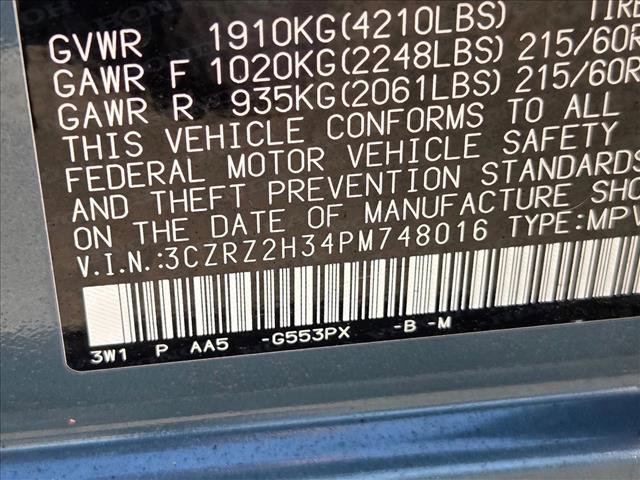 GVWR 1910KG(4210LBS) TIRE
GAWR F 1020KG(2248LBS) 215/60R
GAWR R 935KG(2061LBS) 215/60R
THIS VEHICLE CONFORMS TO ALL
FEDERAL MOTOR VEHICLE SAFETY
AND THEFT PREVENTION STANDARDS
ON THE DATE OF MANUFACTURE SHO
V.I.N.:3CZRZ2H34PM748016 TYPE:MPV
3W1 P AA5 -G553PX -B -M